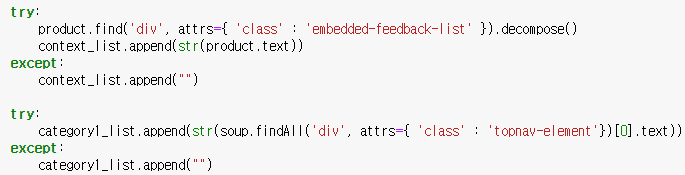 try:
    product.find('div', attrs={ 'class' : 'embedded-feedback-list' }).decompose()
    context_list.append(str(product.text))
except:
    context_list.append("")

try:
    category1_list.append(str(soup.findAll('div', attrs={ 'class' : 'topnav-element'})[0].text))
except:
    category1_list.append("")